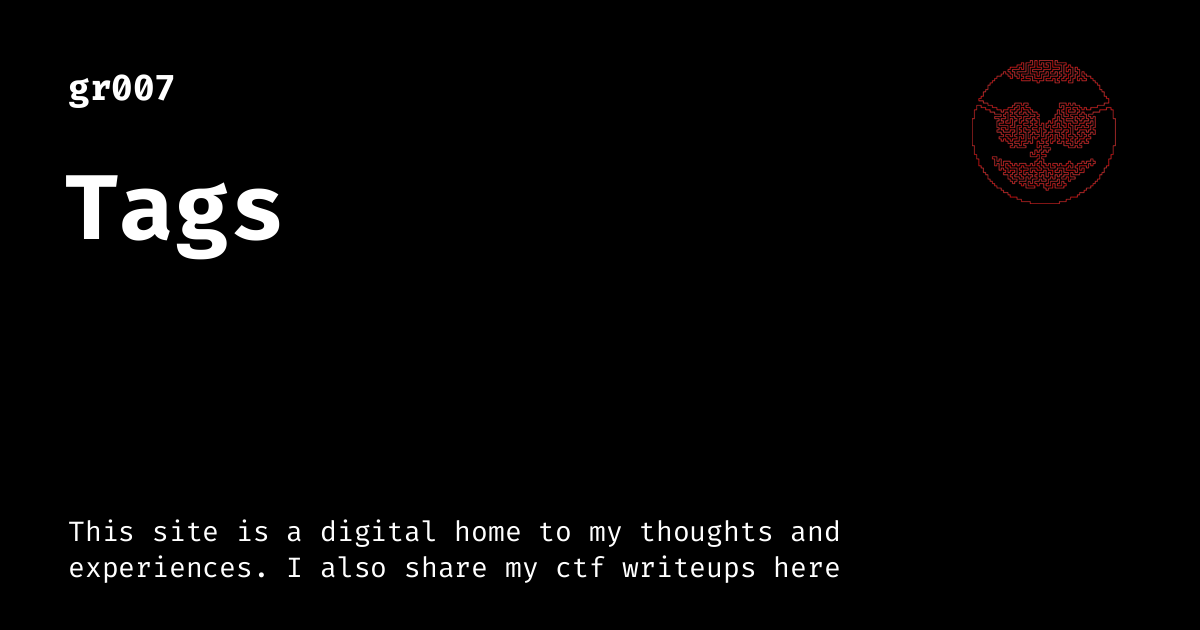 gr007
Tags
This site is a digital home to my thoughts and
experiences. I also share my ctf writeups here